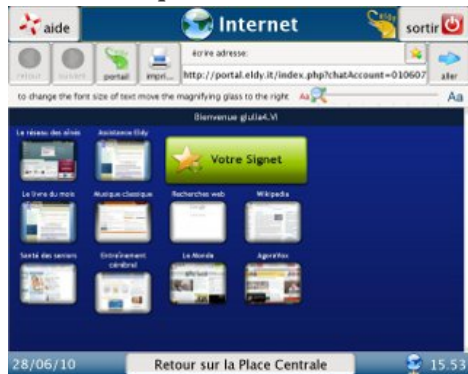 aide
Internet
Eldy
sortir
écrire adresse:
retour
avant
portail
impri...
http://portal.eldy.it/index.php?chatAccount=010607
aller
to change the font size of text move the magnifying glass to the right
Aa
Aa
Bienvenue giulia4.VI
Le réseau des aînés
Assistance Eldy
Votre Signet
Le livre du mois
Musique classique
Recherches web
Wikipedia
Santé des seniors
Entraînement
cérébral
Le Monde
AgoraVox
28/06/10
Retour sur la Place Centrale
15.53